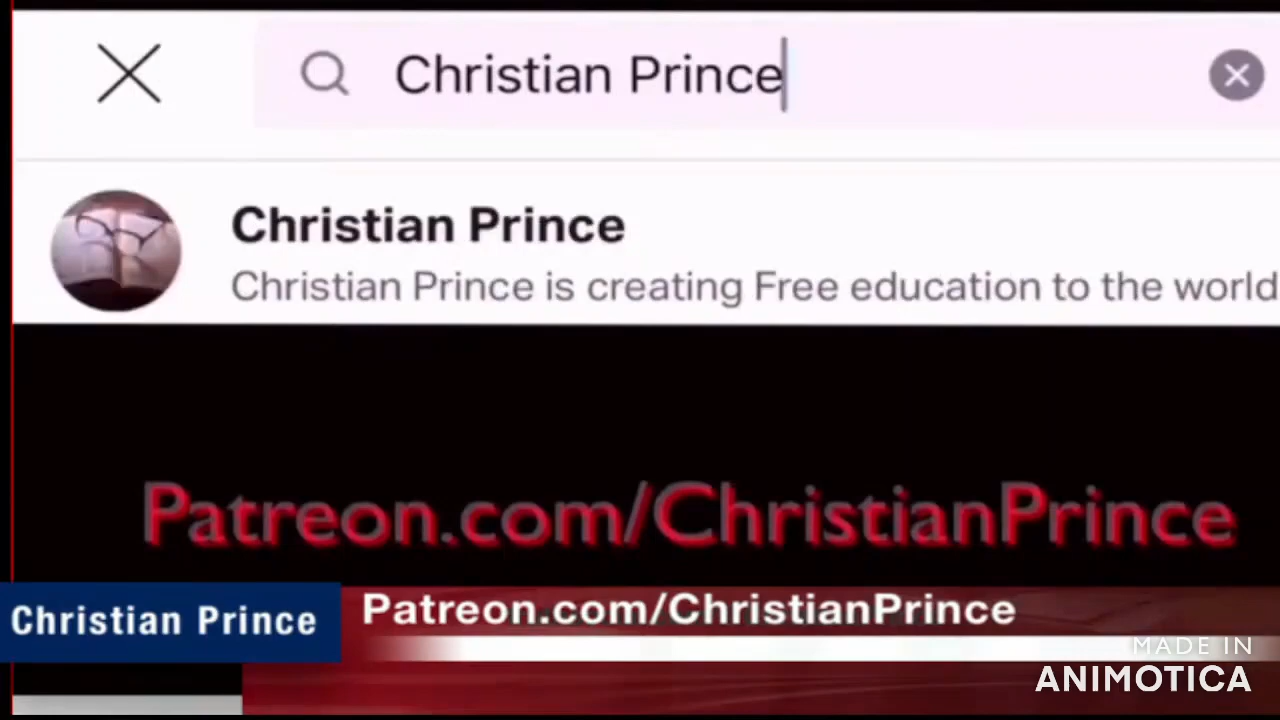 Christian Prince
Christian Prince
Christian Prince is creating Free education to the world
Patreon.com/ChristianPrince
Christian Prince
Patreon.com/ChristianPrince
MADE IN
ANIMOTICA